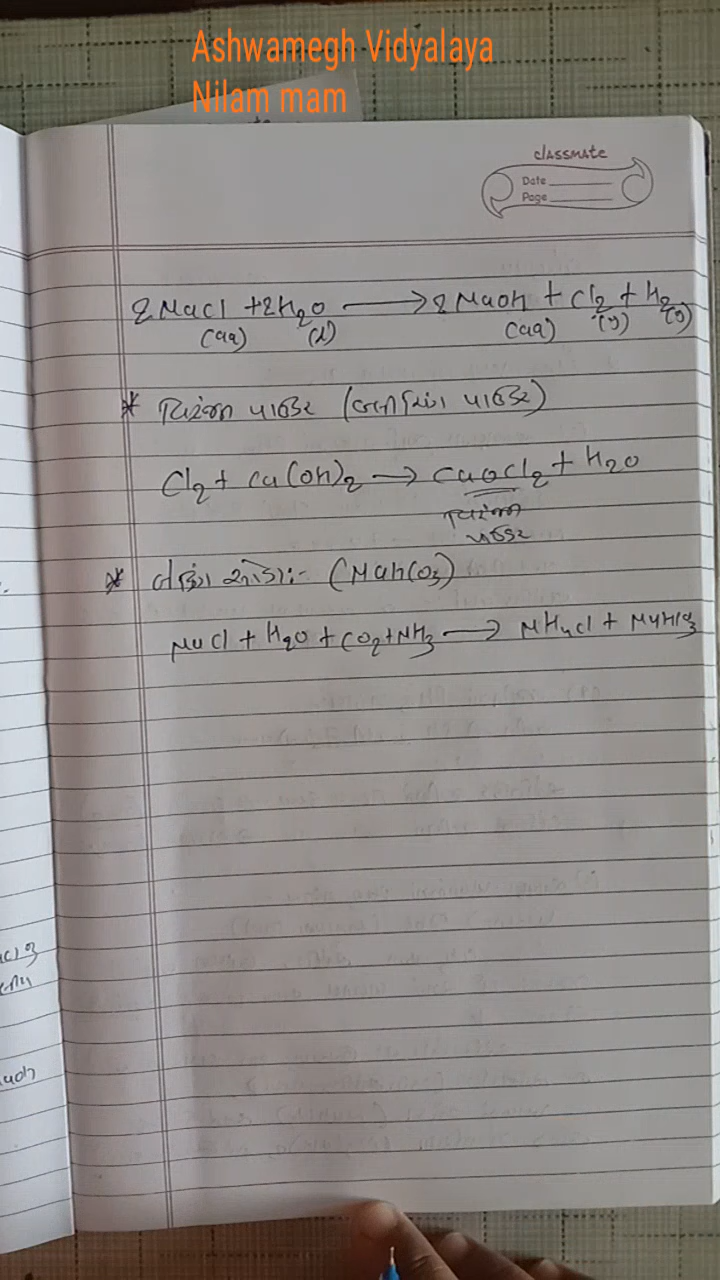 Ashwamegh Vidyalaya
Nilam mam
classmate
Date
Page
2NaCl + 2H2O ⟶ 2NaOH + Cl2 + H2
(aq) (l) (aq) (g) (g)
* વિરંજન પાઉડર (બ્લીચિંગ પાઉડર)
Cl2 + Ca(OH)2 → CaOCl2 + H2O
વિરંજન
પાઉડર
* બેકિંગ સોડા:- (NaHCO3)
NaCl + H2O + CO2 + NH3 ⟶ NH4Cl + NaHCO3